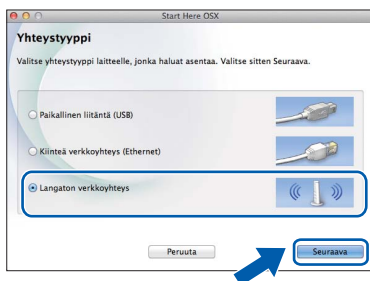 Start Here OSX
Yhteystyyppi
Valitse yhteystyyppi laitteelle, jonka haluat asentaa. Valitse sitten Seuraava.
Paikallinen liitäntä (USB)
Kiinteä verkkoyhteys (Ethernet)
Langaton verkkoyhteys
Peruuta
Seuraava